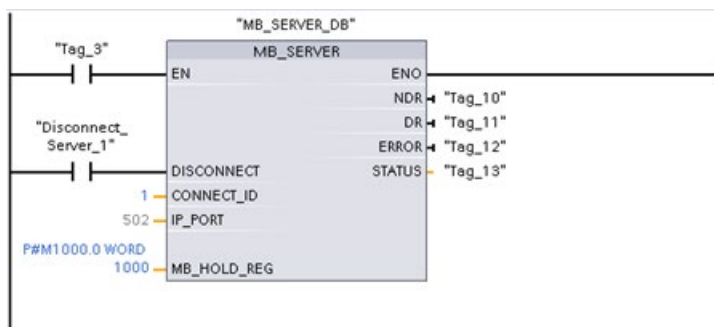 "MB_SERVER_DB"
"Tag_3"
MB_SERVER
EN
ENO
NDR
"Tag_10"
DR
"Tag_11"
"Disconnect_
Server_1"
ERROR
"Tag_12"
DISCONNECT
STATUS
"Tag_13"
1
CONNECT_ID
502
IP_PORT
P#M1000.0 WORD
1000
MB_HOLD_REG